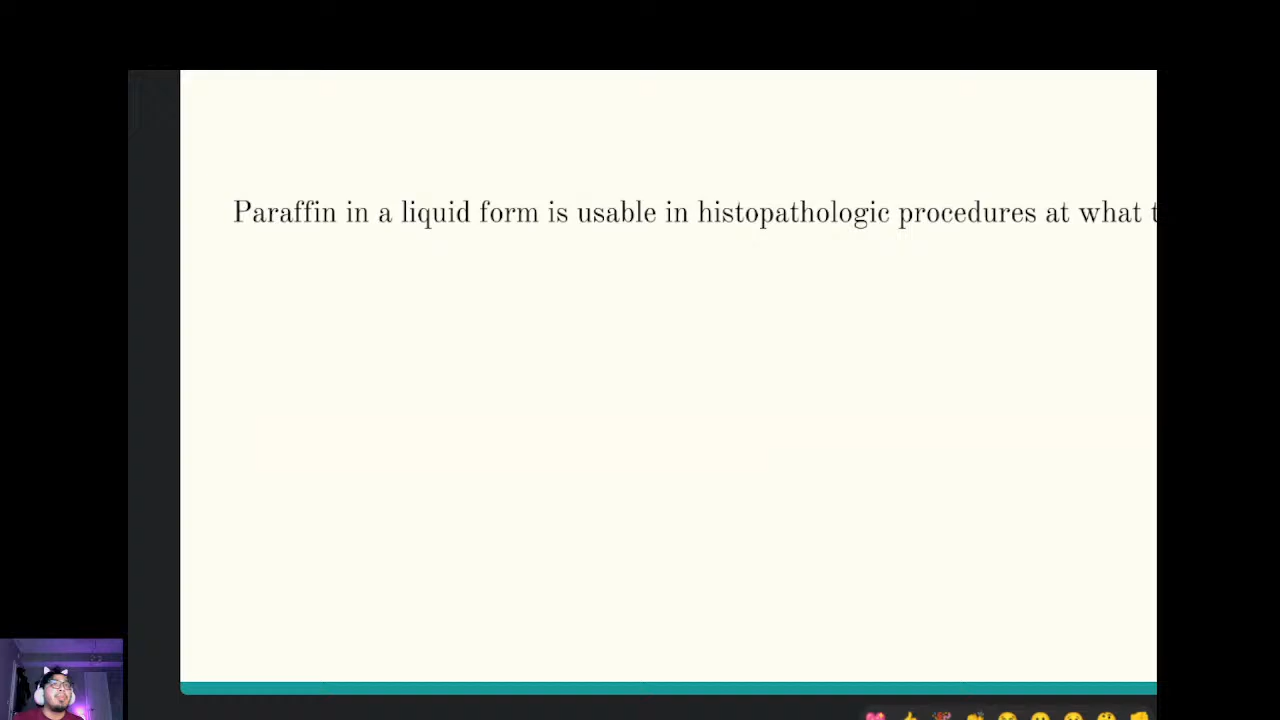 Paraffin in a liquid form is usable in histopathologic procedures at what